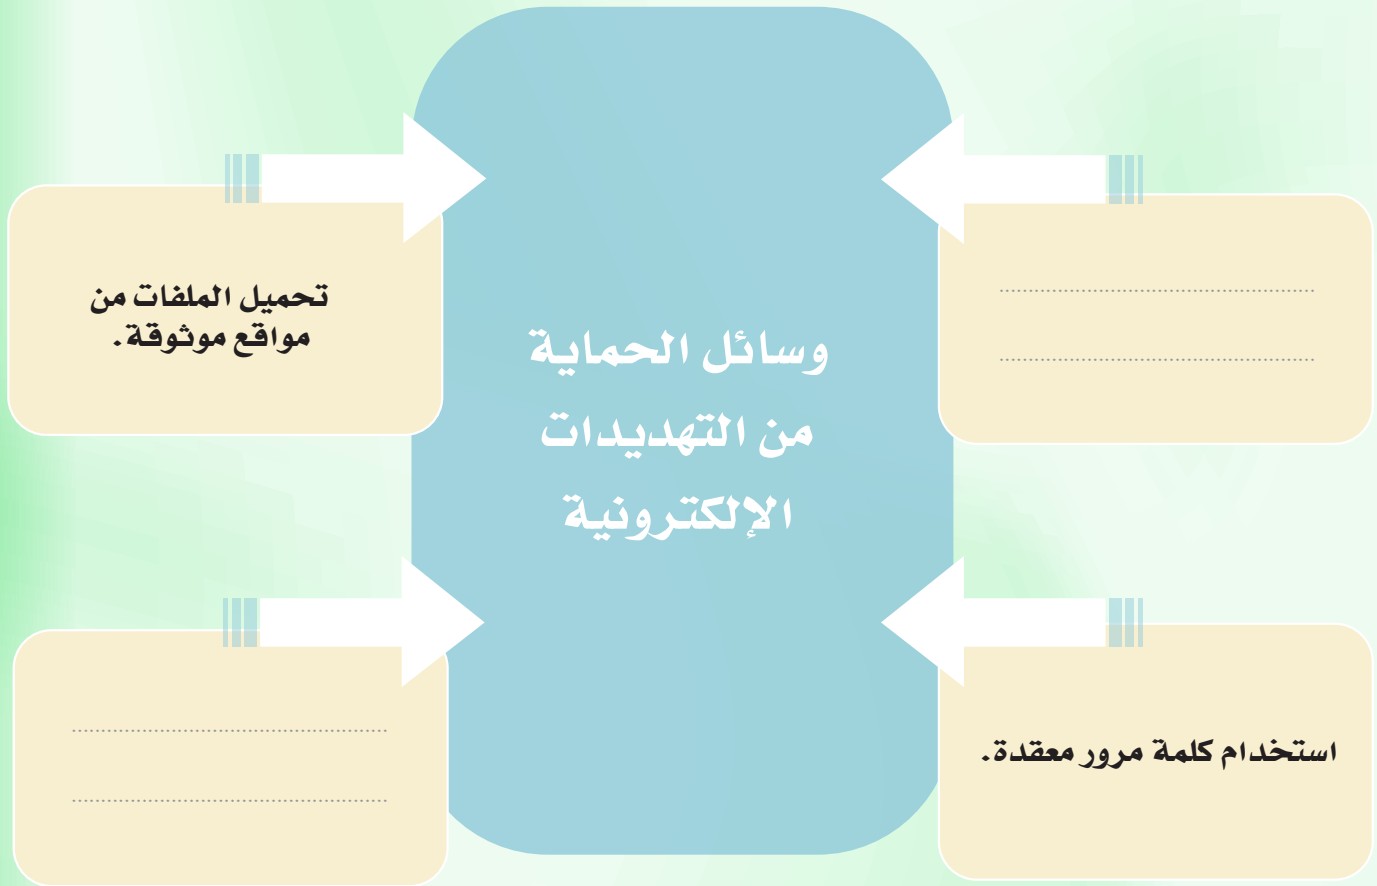 وسائل الحماية
من التهديدات
الإلكترونية
تحميل الملفات من
مواقع موثوقة.
استخدام كلمة مرور معقدة.